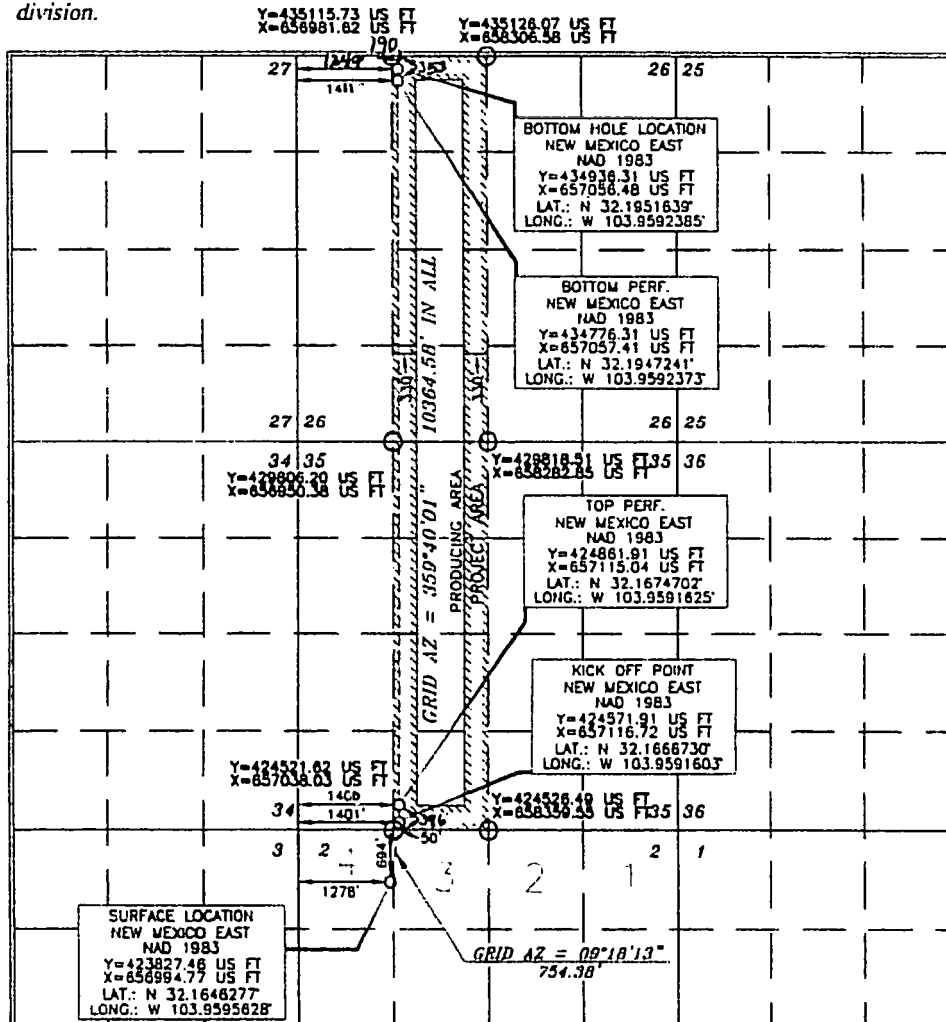 division.
Y=435115.73 US FT
X=656981.62 US FT
Y=435126.07 US FT
X=658306.58 US FT
190
27
1411'
26 25
BOTTOM HOLE LOCATION
NEW MEXICO EAST
NAD 1983
Y=434936.31 US FT
X=657056.48 US FT
LAT.: N 32.1951639°
LONG.: W 103.9592385°
BOTTOM PERF.
NEW MEXICO EAST
NAD 1983
Y=434776.31 US FT
X=657057.41 US FT
LAT.: N 32.1947241°
LONG.: W 103.9592373°
330'
GRID AZ = 359°40'01" 10364.58' IN ALL
330'
PRODUCING AREA
PROJECT AREA
27 26
26 25
34 35
35 36
Y=429806.20 US FT
X=656950.38 US FT
Y=429818.51 US FT
X=658282.85 US FT
TOP PERF.
NEW MEXICO EAST
NAD 1983
Y=424861.91 US FT
X=657115.04 US FT
LAT.: N 32.1674702°
LONG.: W 103.9591625°
KICK OFF POINT
NEW MEXICO EAST
NAD 1983
Y=424571.91 US FT
X=657116.72 US FT
LAT.: N 32.1666730°
LONG.: W 103.9591603°
Y=424521.62 US FT
X=657038.03 US FT
Y=424526.49 US FT
X=658359.55 US FT
34
1401'
50'
35 36
3 2
4 3 2 1
2 1
694'
1278'
SURFACE LOCATION
NEW MEXICO EAST
NAD 1983
Y=423827.46 US FT
X=656994.77 US FT
LAT.: N 32.1646277°
LONG.: W 103.9595628°
GRID AZ = 09°18'13"
754.38'